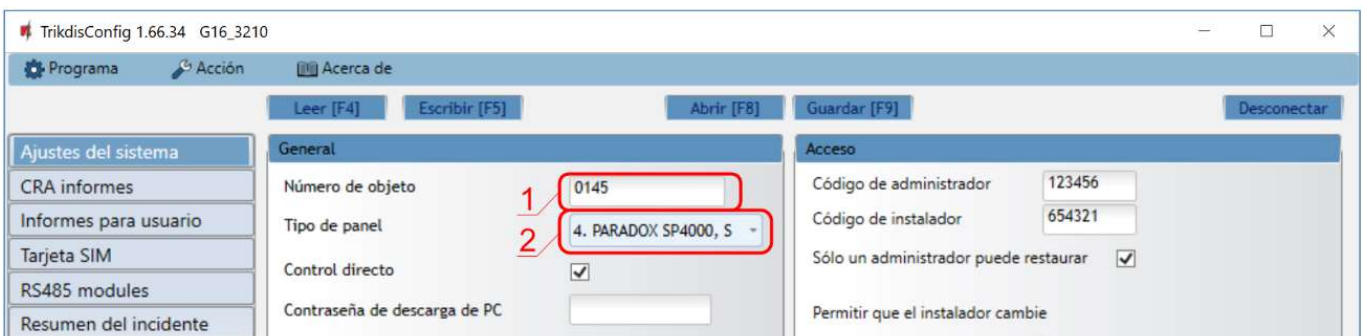 TrikdisConfig 1.66.34 G16_3210
Programa Acción Acerca de
Leer [F4] Escribir [F5] Abrir [F8] Guardar [F9] Desconectar
Ajustes del sistema
CRA informes
Informes para usuario
Tarjeta SIM
RS485 modules
Resumen del incidente
General
Número de objeto 1 0145
Tipo de panel 2 4. PARADOX SP4000, S
Control directo
Contraseña de descarga de PC
Acceso
Código de administrador 123456
Código de instalador 654321
Sólo un administrador puede restaurar
Permitir que el instalador cambie